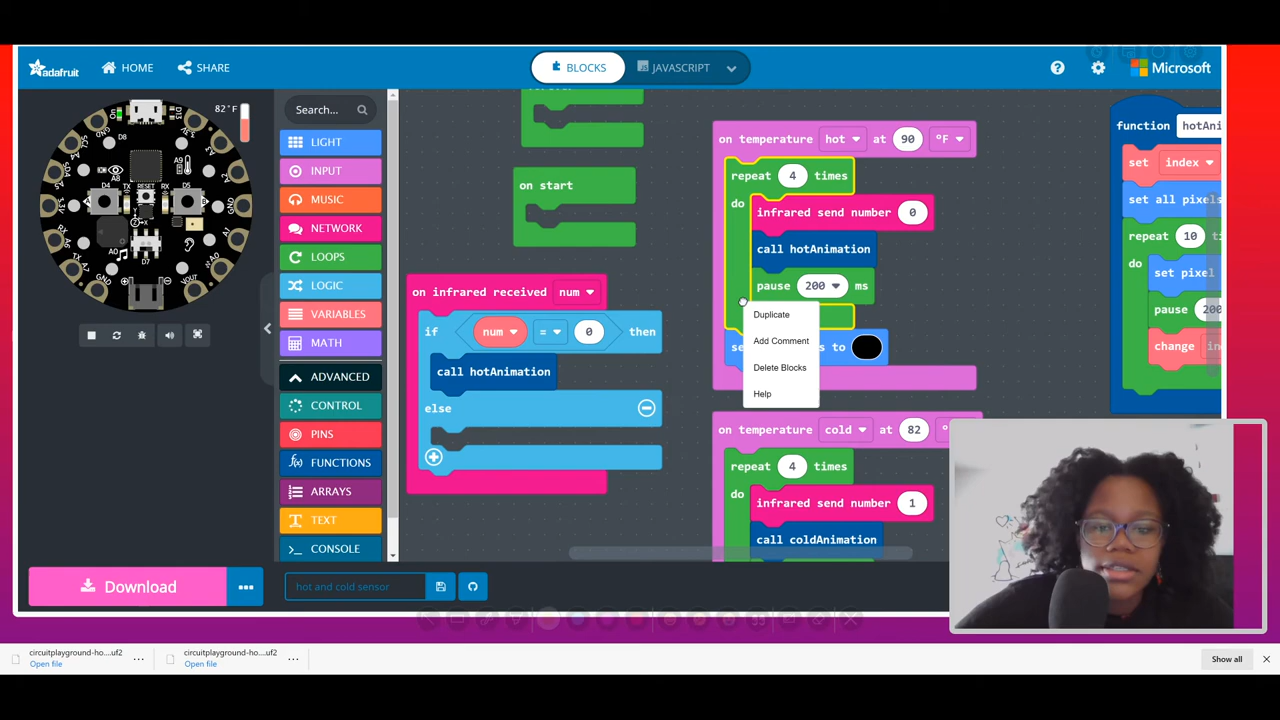 adafruit
HOME
SHARE
BLOCKS
JAVASCRIPT
Microsoft
82°F
Search...
LIGHT
INPUT
MUSIC
NETWORK
LOOPS
LOGIC
VARIABLES
MATH
ADVANCED
CONTROL
PINS
FUNCTIONS
ARRAYS
TEXT
CONSOLE
on start
on infrared received num
if num = 0 then
call hotAnimation
else
on temperature hot at 90 °F
repeat 4 times
do
infrared send number 0
call hotAnimation
pause 200 ms
Duplicate
Add Comment
Delete Blocks
Help
to
on temperature cold at 82
repeat 4 times
do
infrared send number 1
call coldAnimation
function hotAni
set index
set all pixels
repeat 10 ti
do
set pixel
pause 200
change
Download
hot and cold sensor
circuitplayground-ho....uf2
Open file
circuitplayground-ho....uf2
Open file
Show all